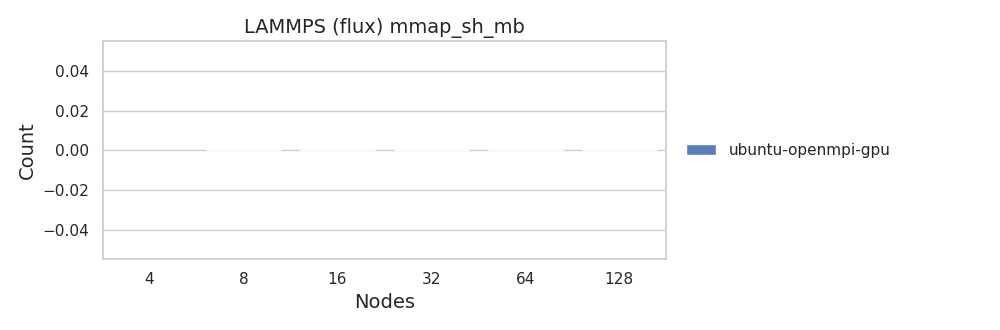 LAMMPS (flux) mmap_sh_mb
0.04
0.02
0.00
−0.02
−0.04
Count
4 8 16 32 64 128
Nodes
ubuntu-openmpi-gpu